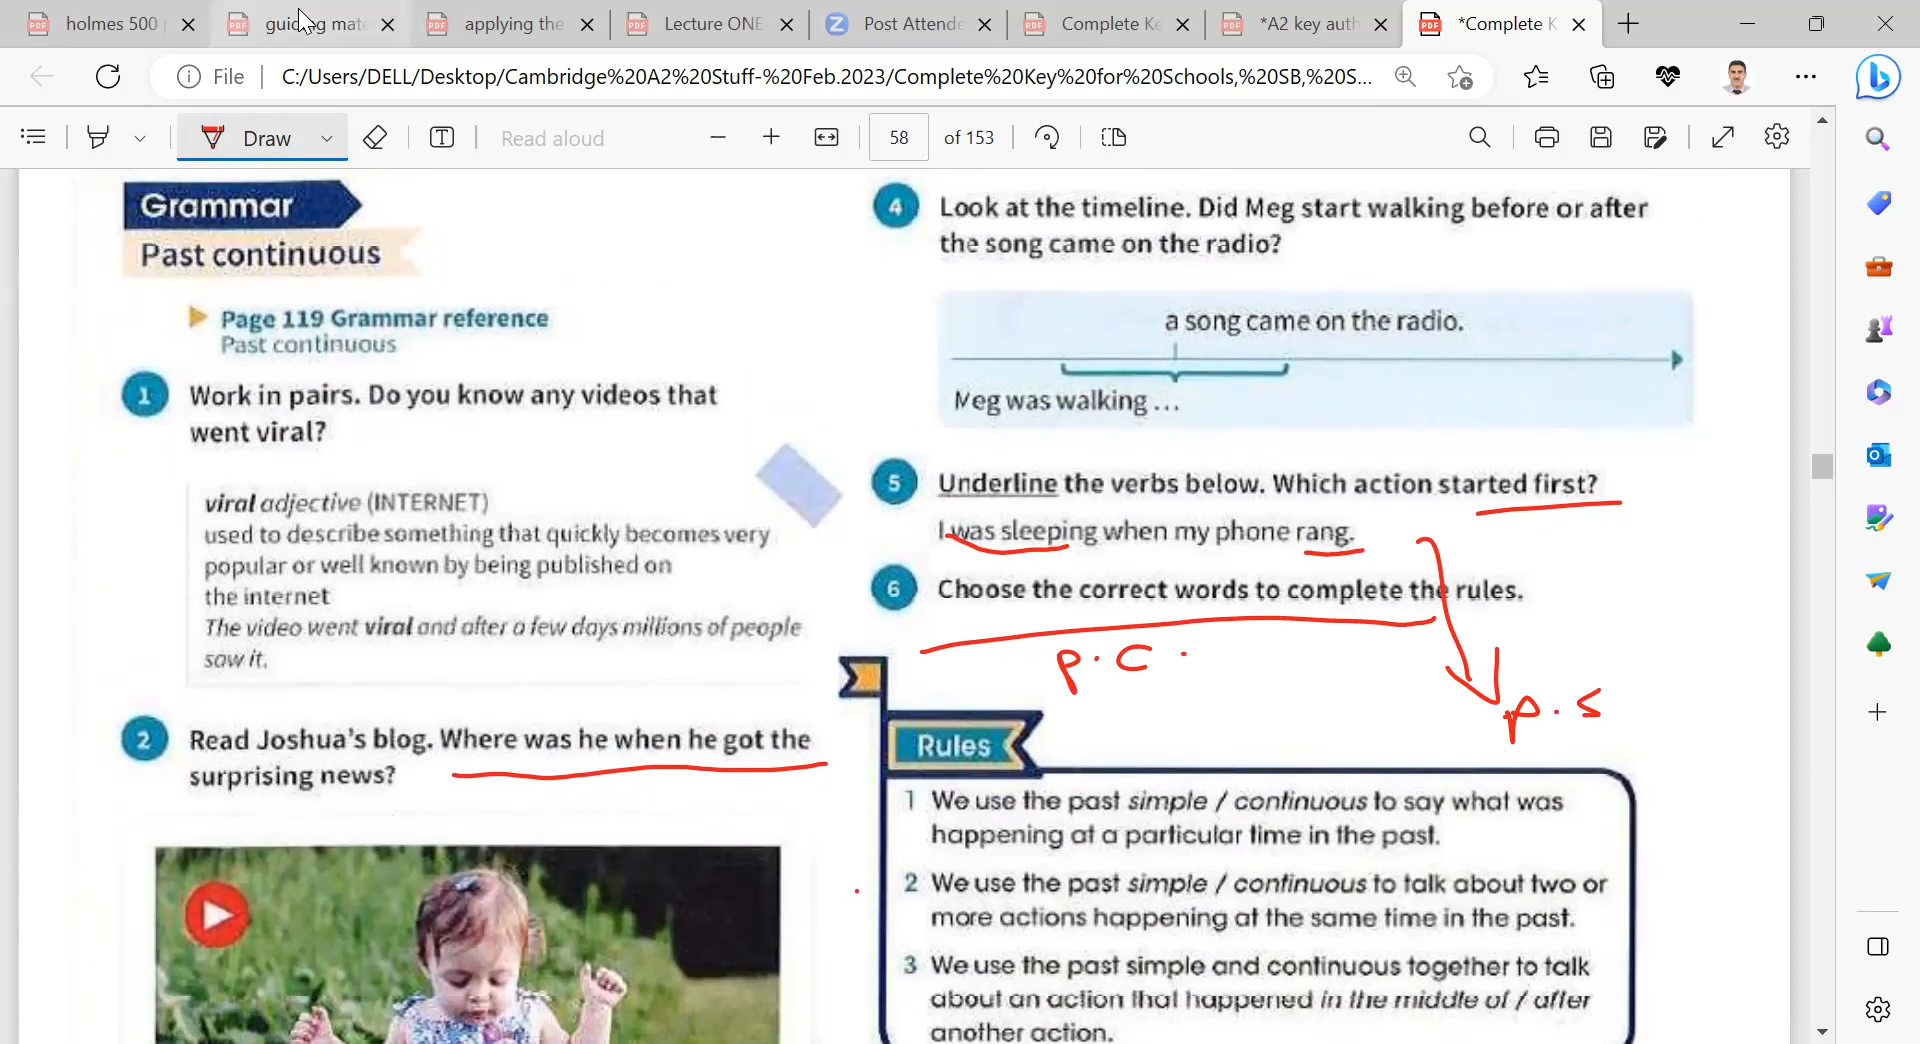 holmes 500
guiding mate
applying the
Lecture ONE
Post Attende
Complete Ke
*A2 key auth
*Complete K
File
C:/Users/DELL/Desktop/Cambridge%20A2%20Stuff-%20Feb.2023/Complete%20Key%20for%20Schools,%20SB,%20S...
Draw
Read aloud
58
of 153
Grammar
Past continuous
Page 119 Grammar reference
Past continuous
1 Work in pairs. Do you know any videos that
went viral?
viral adjective (INTERNET)
used to describe something that quickly becomes very
popular or well known by being published on
the internet
The video went viral and after a few days millions of people
saw it.
2 Read Joshua's blog. Where was he when he got the
surprising news?
4 Look at the timeline. Did Meg start walking before or after
the song came on the radio?
a song came on the radio.
Meg was walking ...
5 Underline the verbs below. Which action started first?
I was sleeping when my phone rang.
6 Choose the correct words to complete the rules.
p. c.
p. s
Rules
1 We use the past simple / continuous to say what was
happening at a particular time in the past.
2 We use the past simple / continuous to talk about two or
more actions happening at the same time in the past.
3 We use the past simple and continuous together to talk
about an action that happened in the middle of / after
another action.